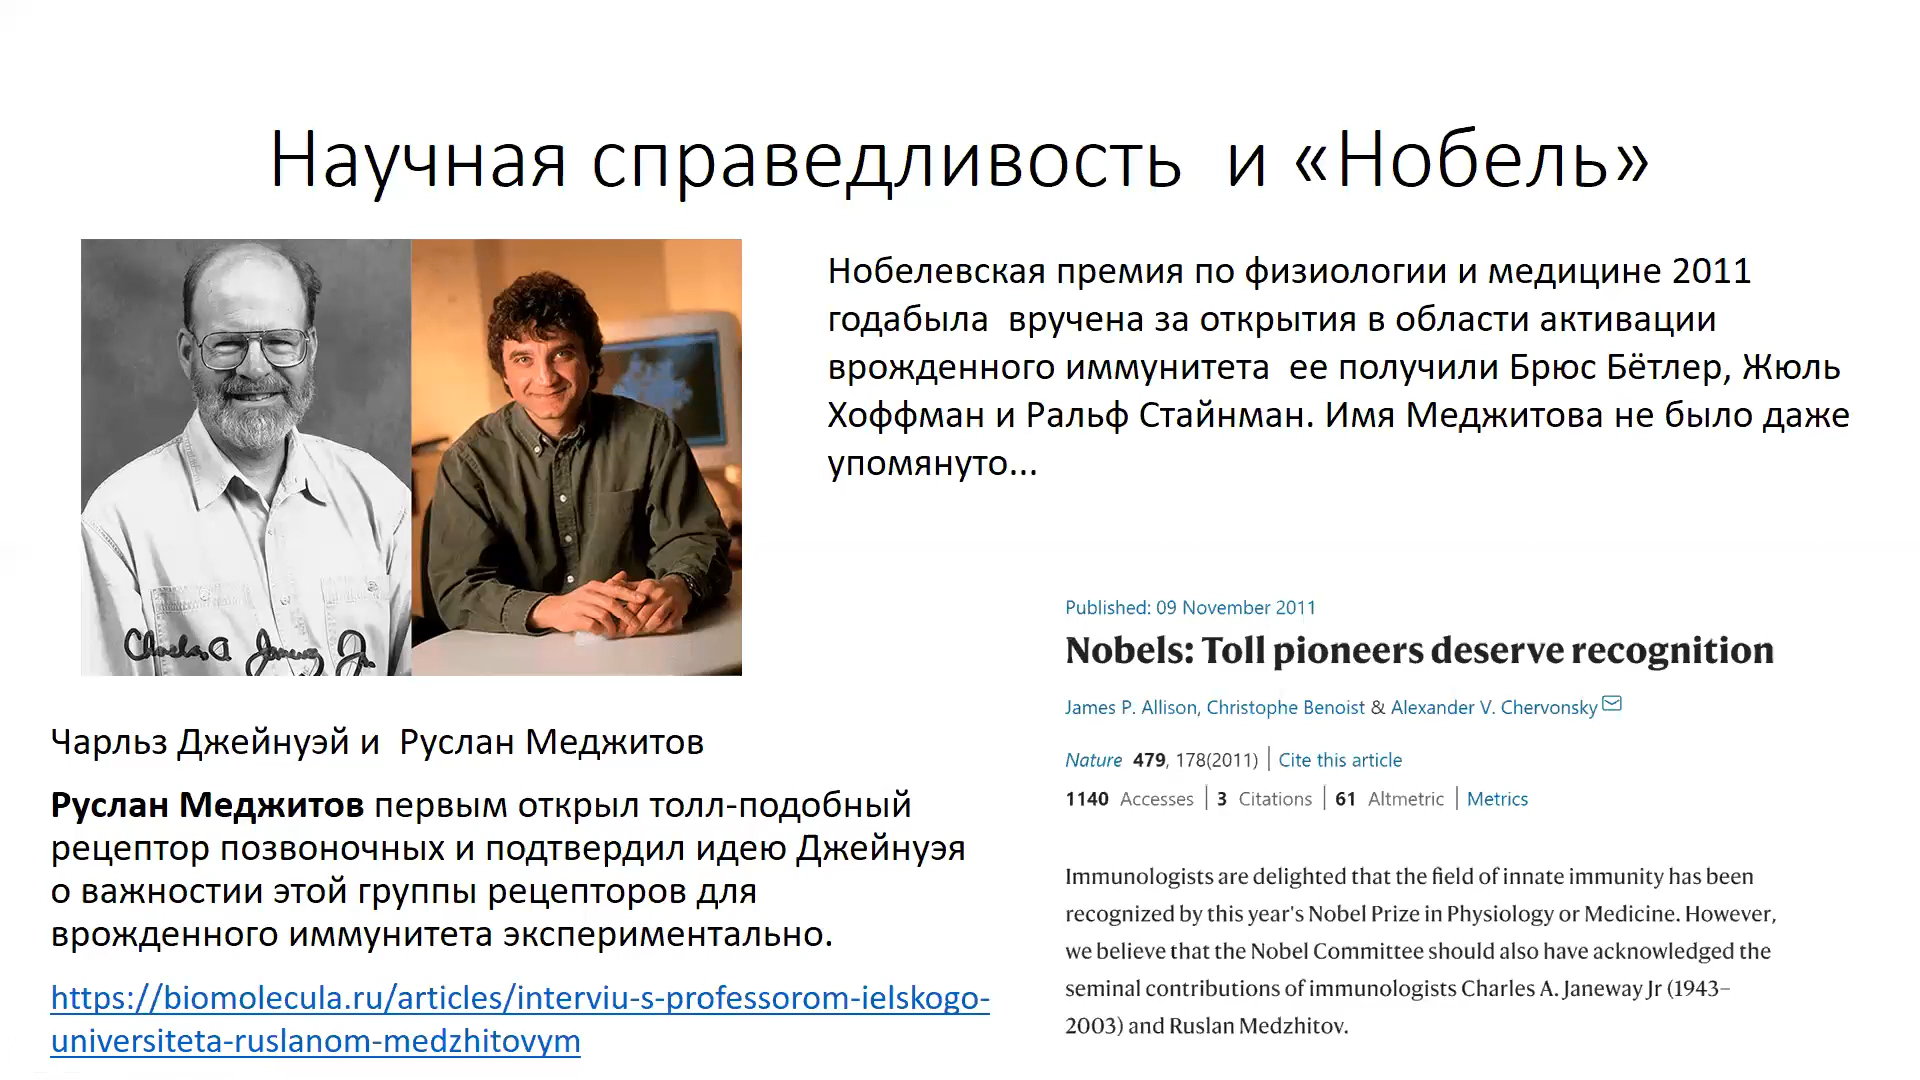 Научная справедливость и «Нобель»
Нобелевская премия по физиологии и медицине 2011
годабыла вручена за открытия в области активации
врожденного иммунитета ее получили Брюс Бётлер, Жюль
Хоффман и Ральф Стайнман. Имя Меджитова не было даже
упомянуто...
Charles A. Janeway Jr.
Чарльз Джейнуэй и Руслан Меджитов
Руслан Меджитов первым открыл толл-подобный
рецептор позвоночных и подтвердил идею Джейнуэя
о важностии этой группы рецепторов для
врожденного иммунитета экспериментально.
https://biomolecula.ru/articles/interviu-s-professorom-ielskogo-
universiteta-ruslanom-medzhitovym
Published: 09 November 2011
Nobels: Toll pioneers deserve recognition
James P. Allison, Christophe Benoist & Alexander V. Chervonsky
Nature 479, 178(2011) | Cite this article
1140 Accesses | 3 Citations | 61 Altmetric | Metrics
Immunologists are delighted that the field of innate immunity has been
recognized by this year's Nobel Prize in Physiology or Medicine. However,
we believe that the Nobel Committee should also have acknowledged the
seminal contributions of immunologists Charles A. Janeway Jr (1943–
2003) and Ruslan Medzhitov.